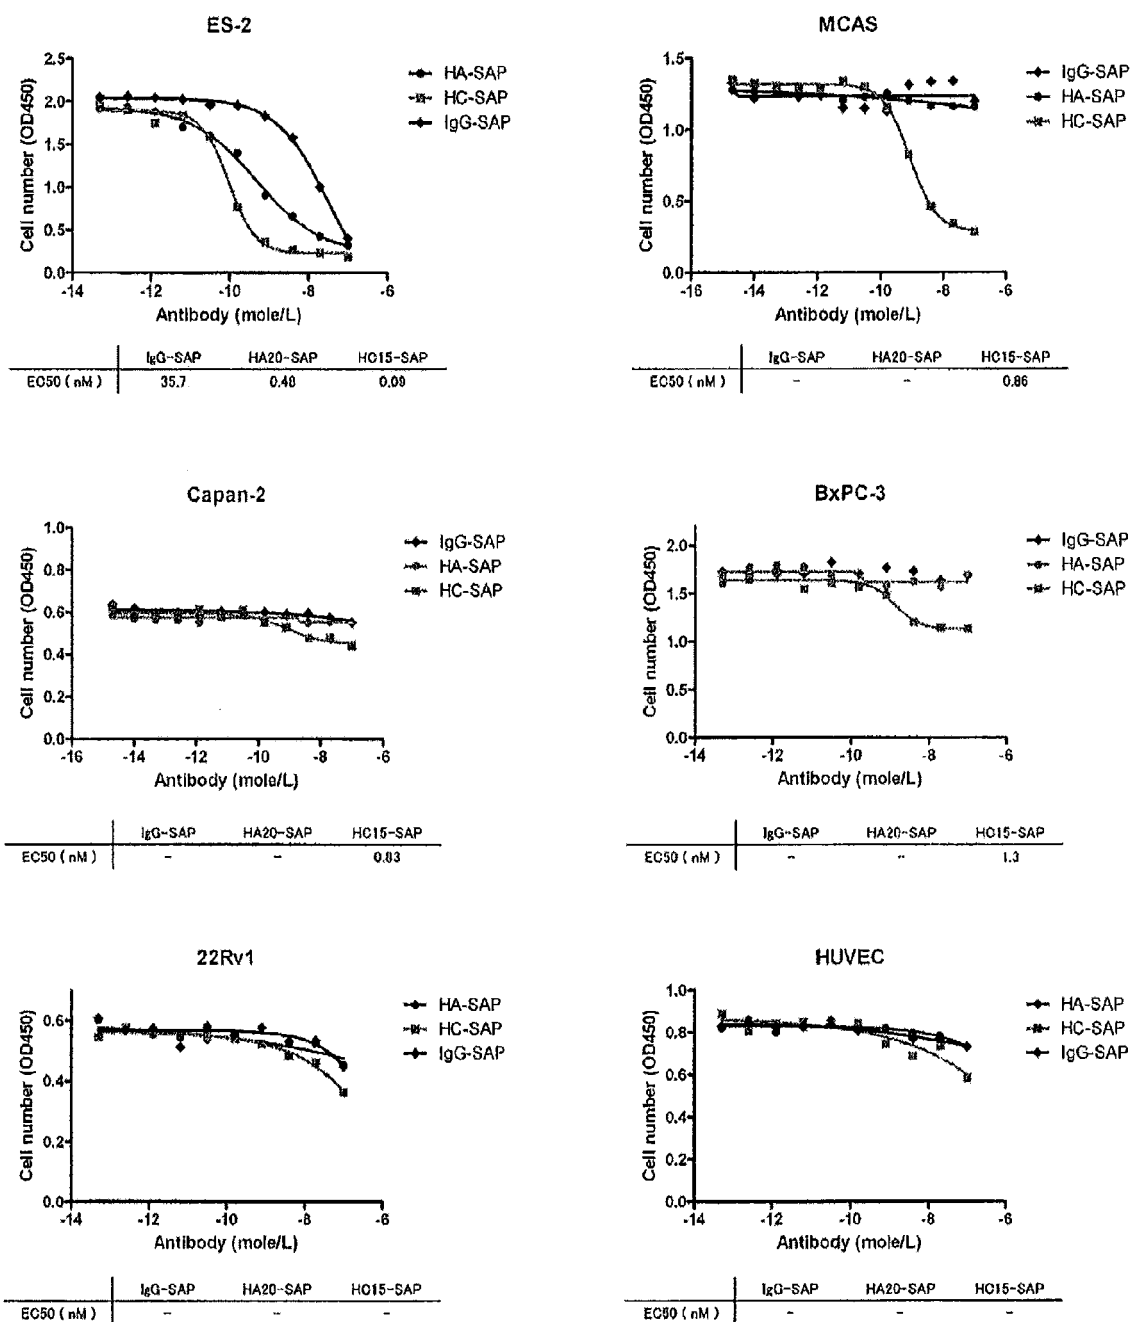 ES-2
2.5
2.0
1.5
1.0
0.5
0.0
Cell number (OD450)
-14 -12 -10 -8 -6
Antibody (mole/L)
HA-SAP
HC-SAP
IgG-SAP
IgG-SAP HA20-SAP HC15-SAP
EC50 ( nM ) 35.7 0.09
MCAS
1.5
1.0
0.5
0.0
Cell number (OD450)
-16 -14 -12 -10 -8 -6
Antibody (mole/L)
IgG-SAP
HA-SAP
HC-SAP
IgG-SAP HA20-SAP HC15-SAP
EC50 ( nM ) - - 0.86
Capan-2
1.0
0.8
0.6
0.4
0.2
0.0
Cell number (OD450)
-16 -14 -12 -10 -8 -6
Antibody (mole/L)
IgG-SAP
HA-SAP
HC-SAP
IgG-SAP HA20-SAP HC15-SAP
EC50 ( nM ) - - 0.83
BxPC-3
2.0
1.5
1.0
0.5
0.0
Cell number (OD450)
-14 -12 -10 -8 -6
Antibody (mole/L)
IgG-SAP
HA-SAP
HC-SAP
IgG-SAP HA20-SAP HC15-SAP
EC50 ( nM ) - - 1.3
22Rv1
0.6
0.4
0.2
0.0
Cell number (OD450)
-14 -12 -10 -8 -6
Antibody (mole/L)
HA-SAP
HC-SAP
IgG-SAP
IgG-SAP HA20-SAP HC15-SAP
EC50 ( nM ) - - -
HUVEC
1.0
0.8
0.6
0.4
0.2
0.0
Cell number (OD450)
-14 -12 -10 -8 -6
Antibody (mole/L)
HA-SAP
HC-SAP
IgG-SAP
IgG-SAP HA20-SAP HC15-SAP
EC50 ( nM ) - - -